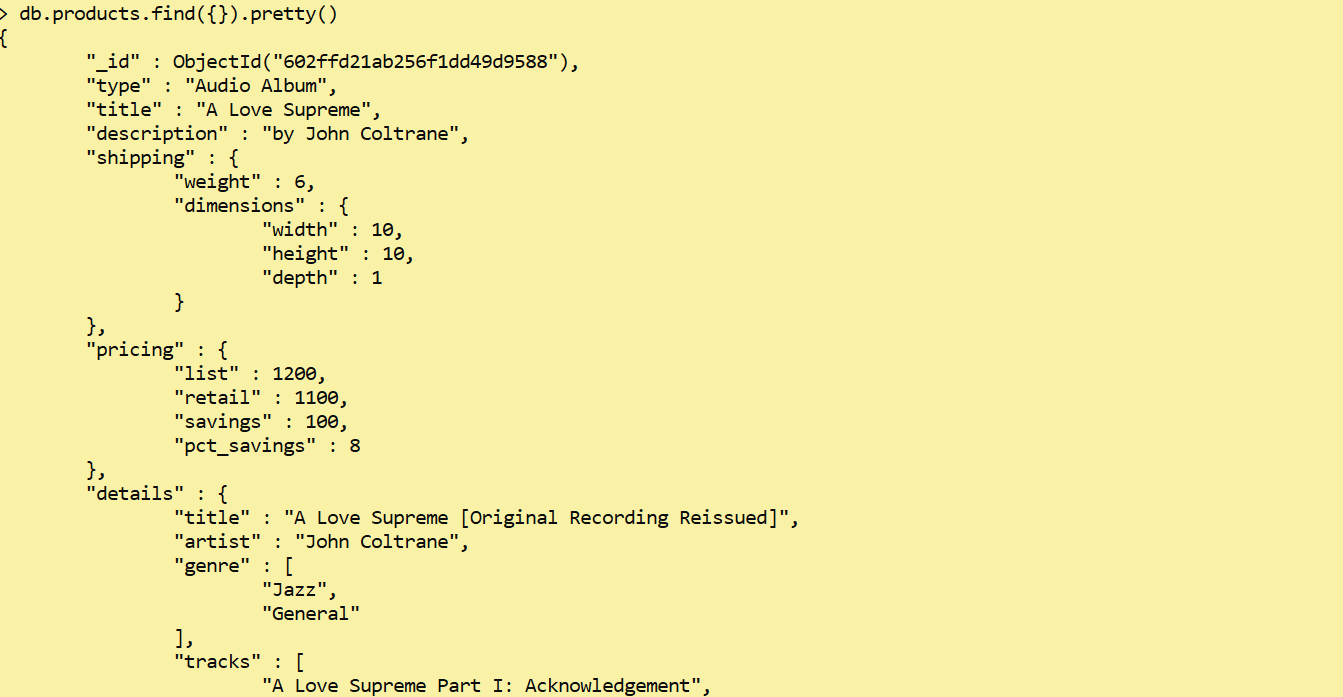 > db.products.find({}).pretty()
{
        "_id" : ObjectId("602ffd21ab256f1dd49d9588"),
        "type" : "Audio Album",
        "title" : "A Love Supreme",
        "description" : "by John Coltrane",
        "shipping" : {
                "weight" : 6,
                "dimensions" : {
                        "width" : 10,
                        "height" : 10,
                        "depth" : 1
                }
        },
        "pricing" : {
                "list" : 1200,
                "retail" : 1100,
                "savings" : 100,
                "pct_savings" : 8
        },
        "details" : {
                "title" : "A Love Supreme [Original Recording Reissued]",
                "artist" : "John Coltrane",
                "genre" : [
                        "Jazz",
                        "General"
                ],
                "tracks" : [
                        "A Love Supreme Part I: Acknowledgement",